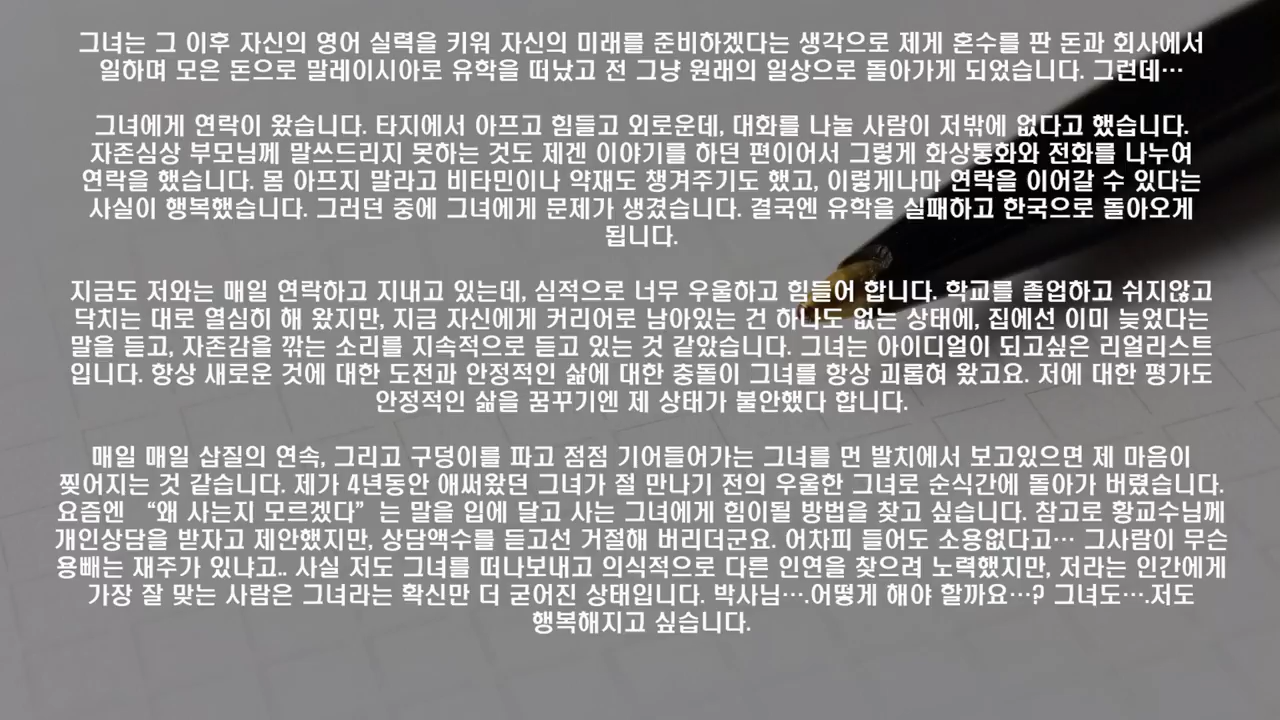 그녀는 그 이후 자신의 영어 실력을 키워 자신의 미래를 준비하겠다는 생각으로 제게 혼수를 판 돈과 회사에서
일하며 모은 돈으로 말레이시아로 유학을 떠났고 전 그냥 원래의 일상으로 돌아가게 되었습니다. 그런데…
그녀에게 연락이 왔습니다. 타지에서 아프고 힘들고 외로운데, 대화를 나눌 사람이 저밖에 없다고 했습니다.
자존심상 부모님께 말쓰드리지 못하는 것도 제겐 이야기를 하던 편이어서 그렇게 화상통화와 전화를 나누여
연락을 했습니다. 몸 아프지 말라고 비타민이나 약재도 챙겨주기도 했고, 이렇게나마 연락을 이어갈 수 있다는
사실이 행복했습니다. 그러던 중에 그녀에게 문제가 생겼습니다. 결국엔 유학을 실패하고 한국으로 돌아오게
됩니다.
지금도 저와는 매일 연락하고 지내고 있는데, 심적으로 너무 우울하고 힘들어 합니다. 학교를 졸업하고 쉬지않고
닥치는 대로 열심히 해 왔지만, 지금 자신에게 커리어로 남아있는 건 하나도 없는 상태에, 집에선 이미 늦었다는
말을 듣고, 자존감을 깎는 소리를 지속적으로 듣고 있는 것 같았습니다. 그녀는 아이디얼이 되고싶은 리얼리스트
입니다. 항상 새로운 것에 대한 도전과 안정적인 삶에 대한 충돌이 그녀를 항상 괴롭혀 왔고요. 저에 대한 평가도
안정적인 삶을 꿈꾸기엔 제 상태가 불안했다 합니다.
매일 매일 삽질의 연속, 그리고 구덩이를 파고 점점 기어들어가는 그녀를 먼 발치에서 보고있으면 제 마음이
찢어지는 것 같습니다. 제가 4년동안 애써왔던 그녀가 절 만나기 전의 우울한 그녀로 순식간에 돌아가 버렸습니다.
요즘엔 “왜 사는지 모르겠다” 는 말을 입에 달고 사는 그녀에게 힘이될 방법을 찾고 싶습니다. 참고로 황교수님께
개인상담을 받자고 제안했지만, 상담액수를 듣고선 거절해 버리더군요. 어차피 들어도 소용없다고… 그사람이 무슨
용빼는 재주가 있냐고.. 사실 저도 그녀를 떠나보내고 의식적으로 다른 인연을 찾으려 노력했지만, 저라는 인간에게
가장 잘 맞는 사람은 그녀라는 확신만 더 굳어진 상태입니다. 박사님….어떻게 해야 할까요…? 그녀도….저도
행복해지고 싶습니다.